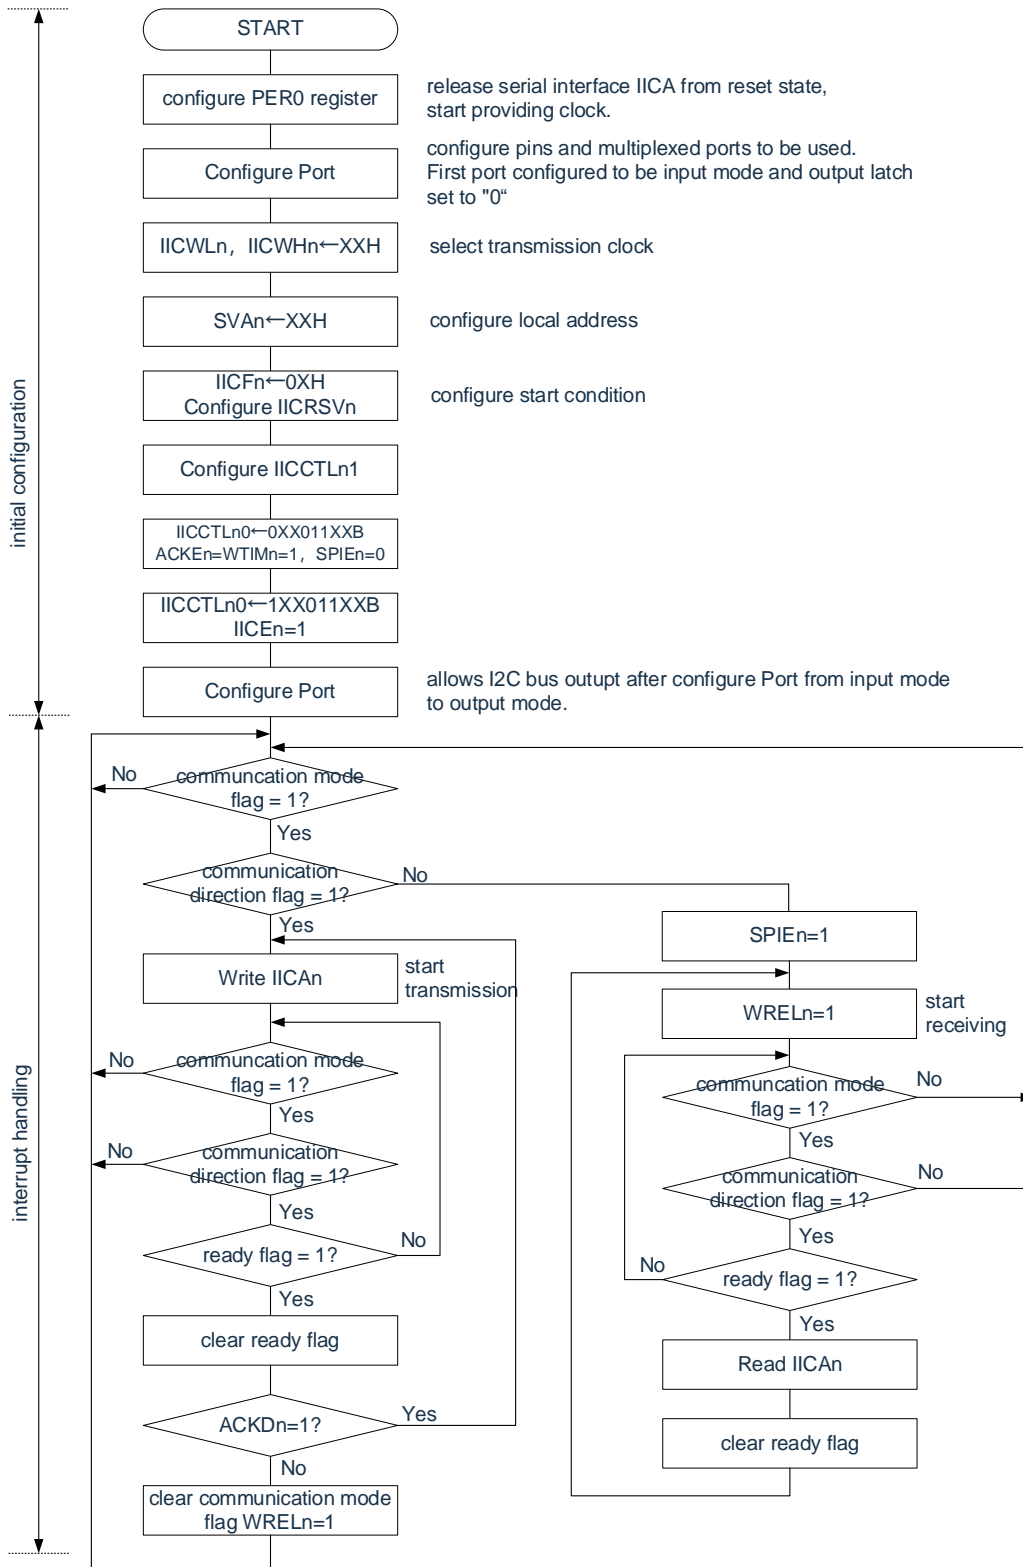 START
configure PER0 register
release serial interface IICA from reset state,
start providing clock.
Configure Port
configure pins and multiplexed ports to be used.
First port configured to be input mode and output latch
set to "0“
IICWLn，IICWHn←XXH
select transmission clock
SVAn←XXH
configure local address
IICFn←0XH
Configure IICRSVn
configure start condition
Configure IICCTLn1
IICCTLn0←0XX011XXB
ACKEn=WTIMn=1，SPIEn=0
IICCTLn0←1XX011XXB
IICEn=1
Configure Port
allows I2C bus outupt after configure Port from input mode
to output mode.
initial configuration
interrupt handling
No
communcation mode
flag = 1?
Yes
communication
direction flag = 1?
No
Yes
Write IICAn
start
transmission
No
communcation mode
flag = 1?
Yes
No
communication
direction flag = 1?
Yes
ready flag = 1?
No
Yes
clear ready flag
ACKDn=1?
Yes
No
clear communication mode
flag WRELn=1
SPIEn=1
WRELn=1
start
receiving
communcation mode
flag = 1?
No
Yes
communication
direction flag = 1?
No
Yes
No
ready flag = 1?
Yes
Read IICAn
clear ready flag